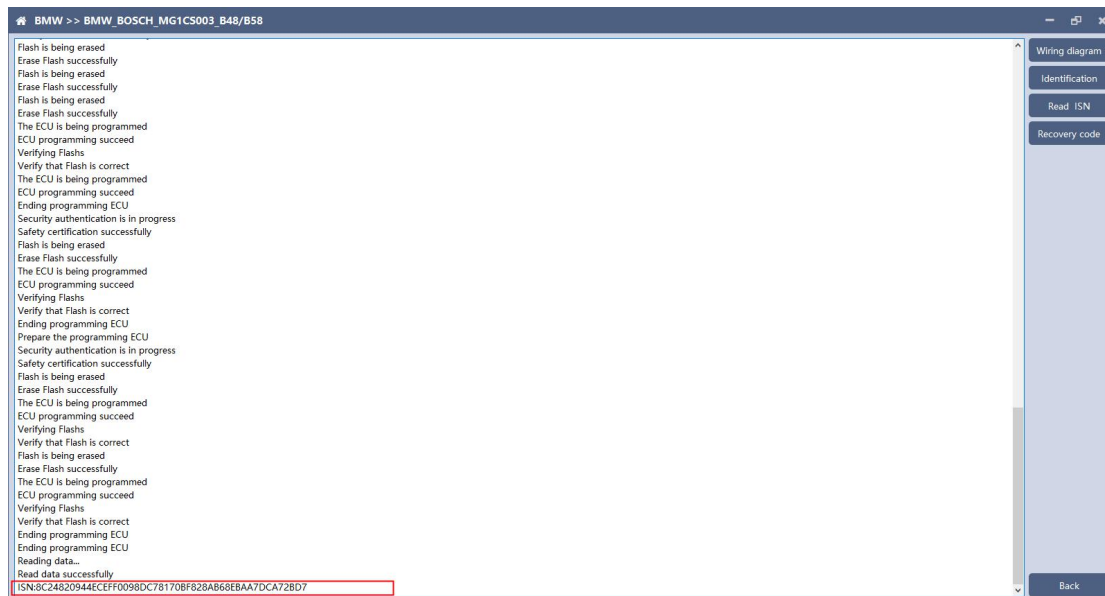 BMW >> BMW_BOSCH_MG1CS003_B48/B58
Flash is being erased
Erase Flash successfully
Flash is being erased
Erase Flash successfully
Flash is being erased
Erase Flash successfully
The ECU is being programmed
ECU programming succeed
Verifying Flashs
Verify that Flash is correct
The ECU is being programmed
ECU programming succeed
Ending programming ECU
Security authentication is in progress
Safety certification successfully
Flash is being erased
Erase Flash successfully
The ECU is being programmed
ECU programming succeed
Verifying Flashs
Verify that Flash is correct
Ending programming ECU
Prepare the programming ECU
Security authentication is in progress
Safety certification successfully
Flash is being erased
Erase Flash successfully
The ECU is being programmed
ECU programming succeed
Verifying Flashs
Verify that Flash is correct
Flash is being erased
Erase Flash successfully
The ECU is being programmed
ECU programming succeed
Verifying Flashs
Verify that Flash is correct
Ending programming ECU
Ending programming ECU
Reading data...
Read data successfully
ISN:8C24820944ECEFF0098DC78170BF828AB68EBAA7DCA72BD7
Wiring diagram
Identification
Read ISN
Recovery code
Back